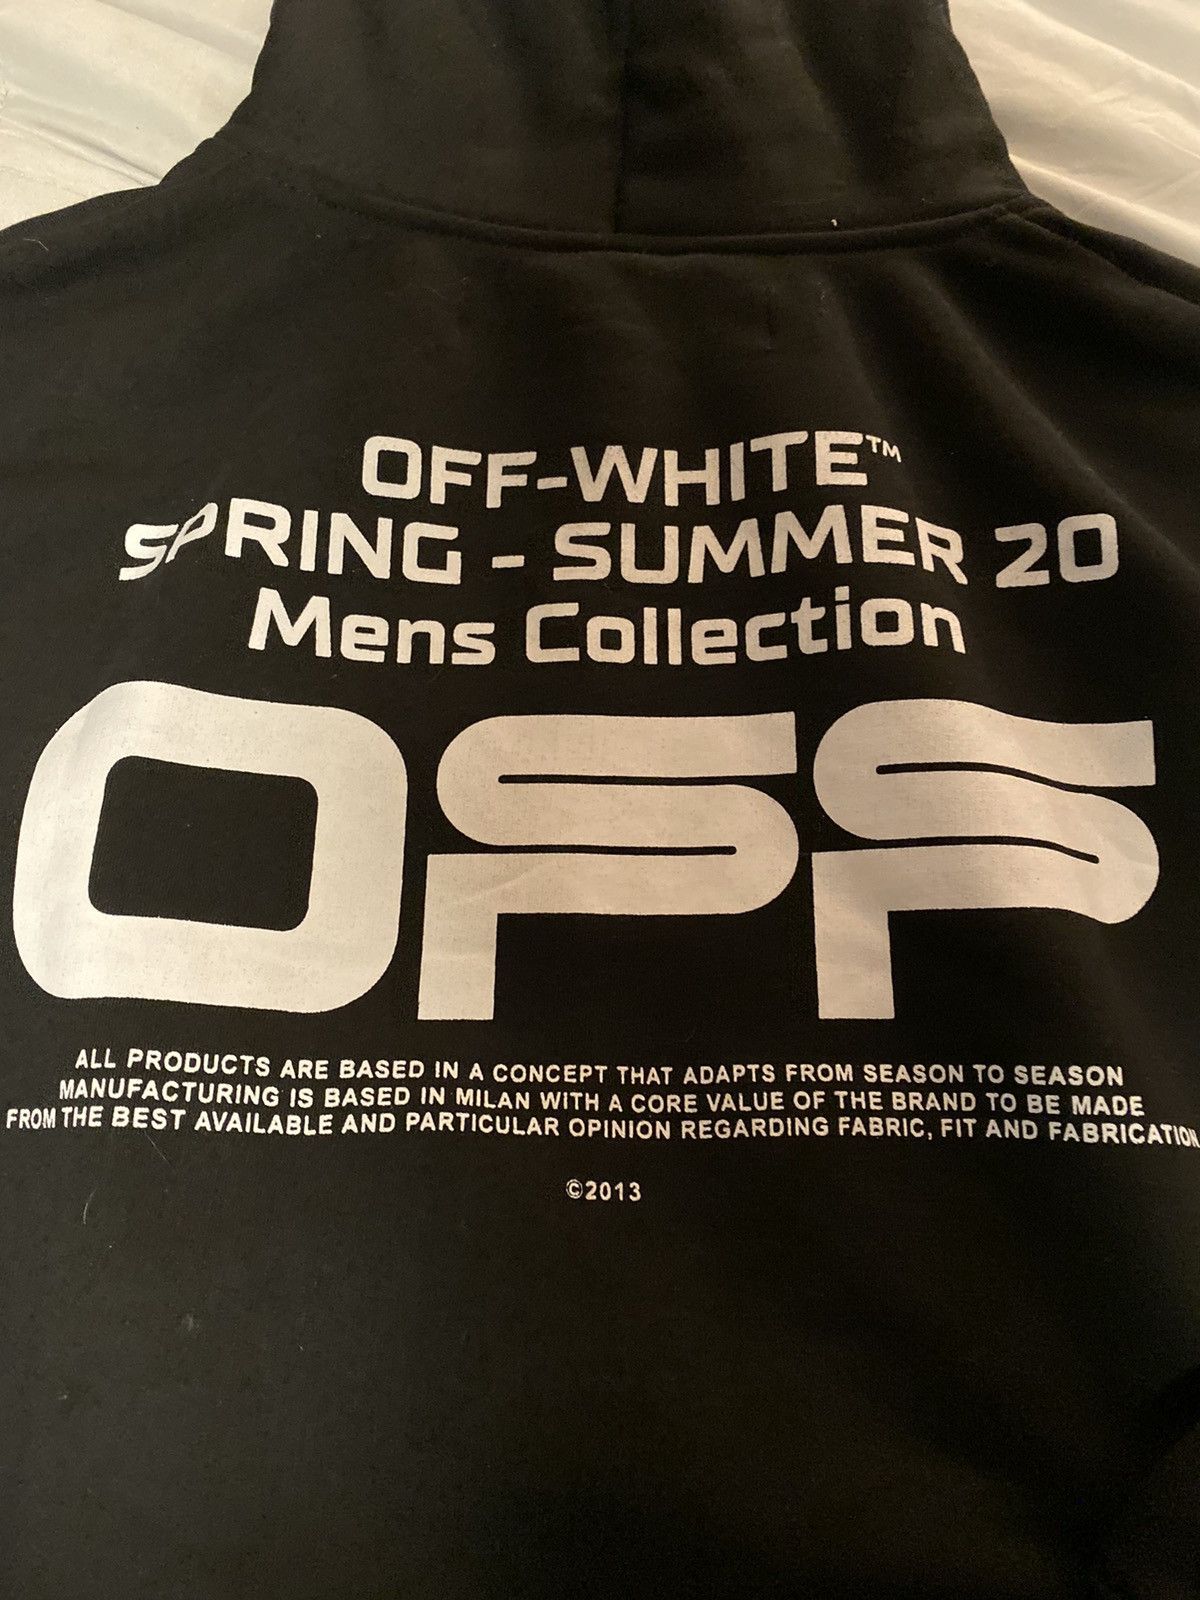 OFF-WHITE™
SPRING - SUMMER 20
Mens Collection
OFF
ALL PRODUCTS ARE BASED IN A CONCEPT THAT ADAPTS FROM SEASON TO SEASON
MANUFACTURING IS BASED IN MILAN WITH A CORE VALUE OF THE BRAND TO BE MADE
FROM THE BEST AVAILABLE AND PARTICULAR OPINION REGARDING FABRIC, FIT AND FABRICATION
©2013